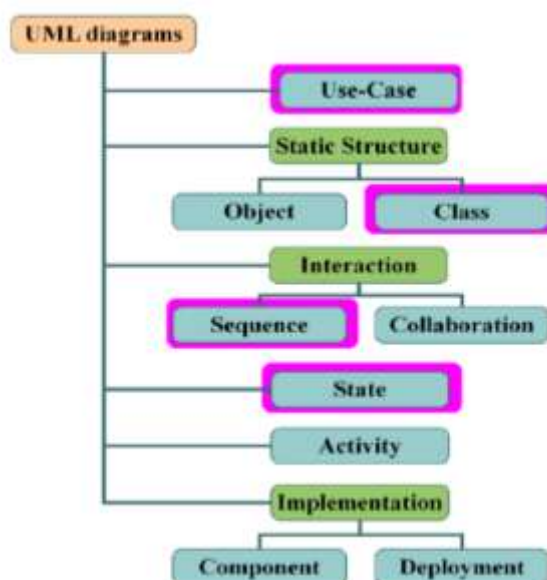 UML diagrams
Use-Case
Static Structure
Object
Class
Interaction
Sequence
Collaboration
State
Activity
Implementation
Component
Deployment